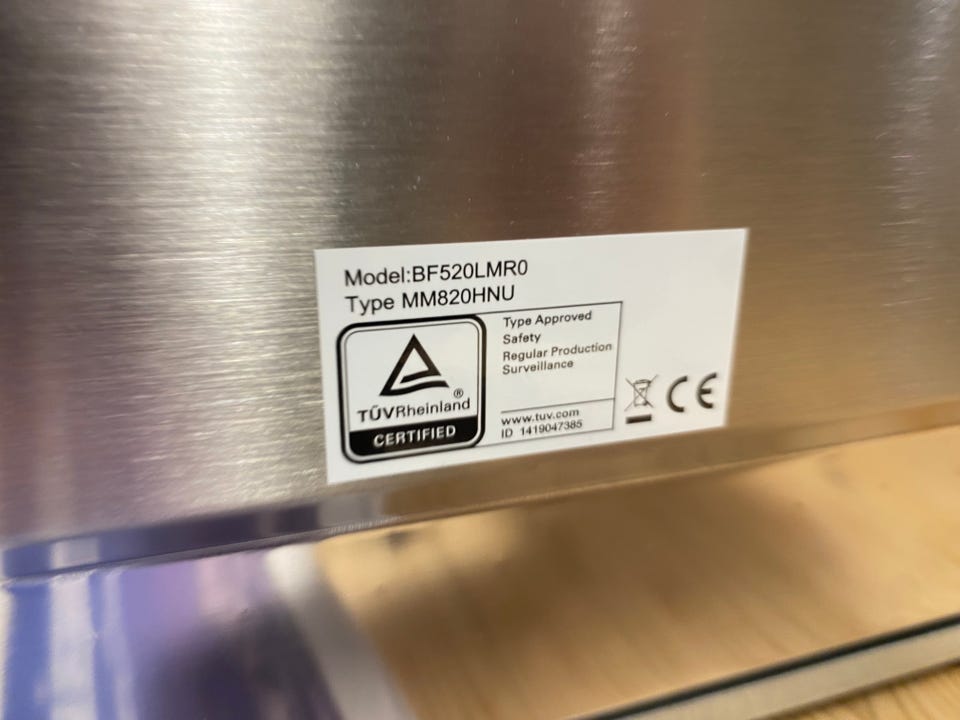 Model:BF520LMR0
Type MM820HNU
TÜVRheinland®
CERTIFIED
Type Approved
Safety
Regular Production
Surveillance
www.tuv.com
ID 1419047385
CE